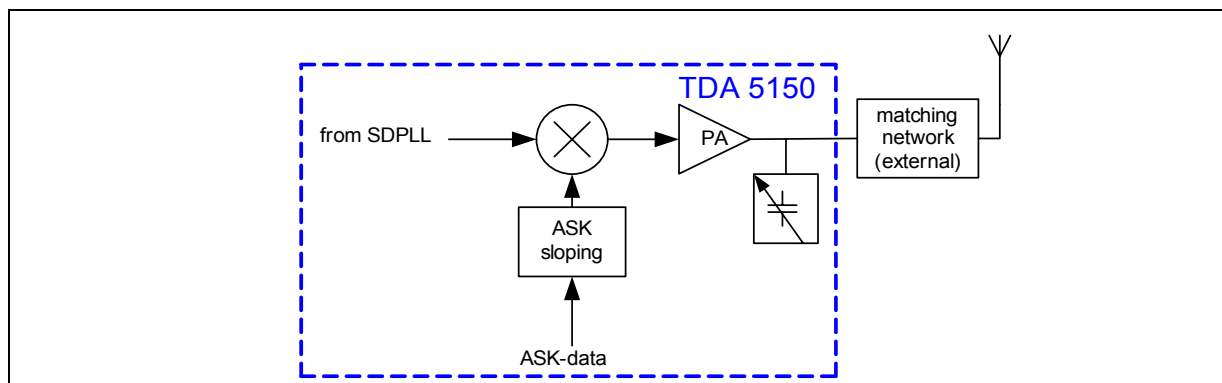 TDA 5150
from SDPLL
PA
matching
network
(external)
ASK
sloping
ASK-data